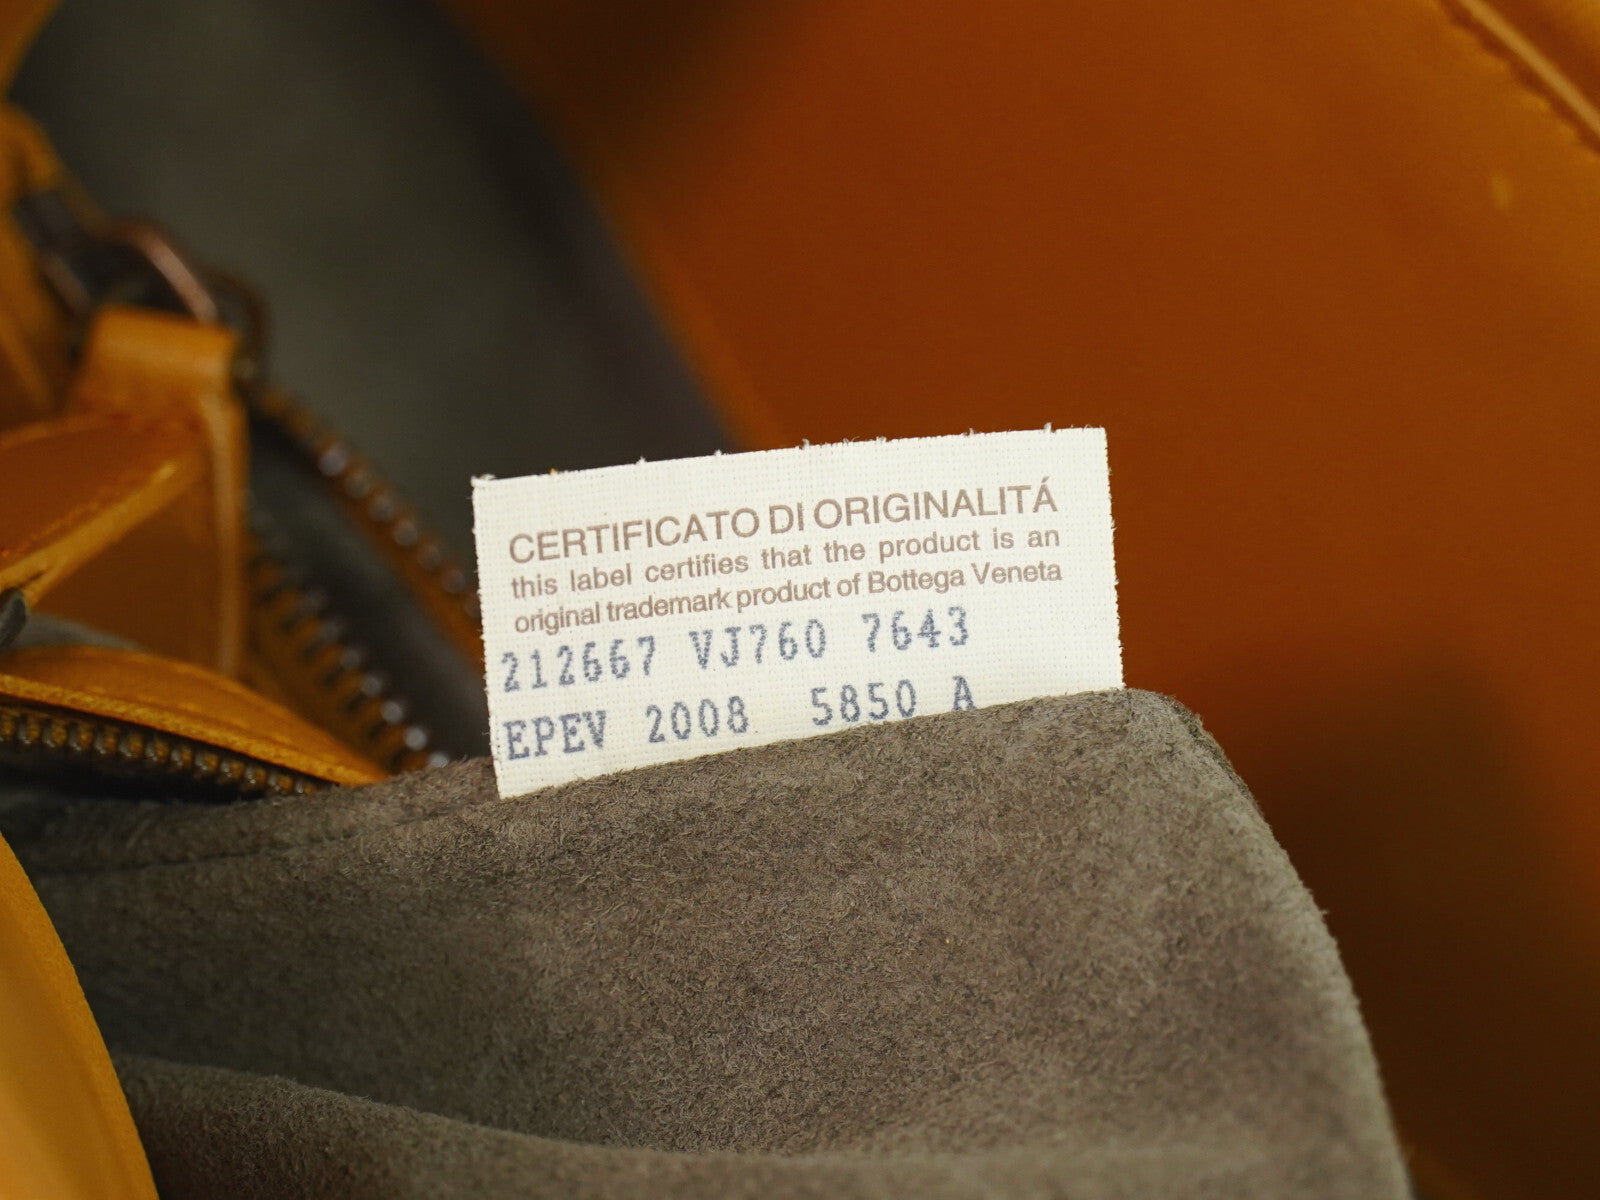 CERTIFICATO DI ORIGINALITÁ
this label certifies that the product is an
original trademark product of Bottega Veneta
212667 VJ760 7643
EPEV 2008 5850 A